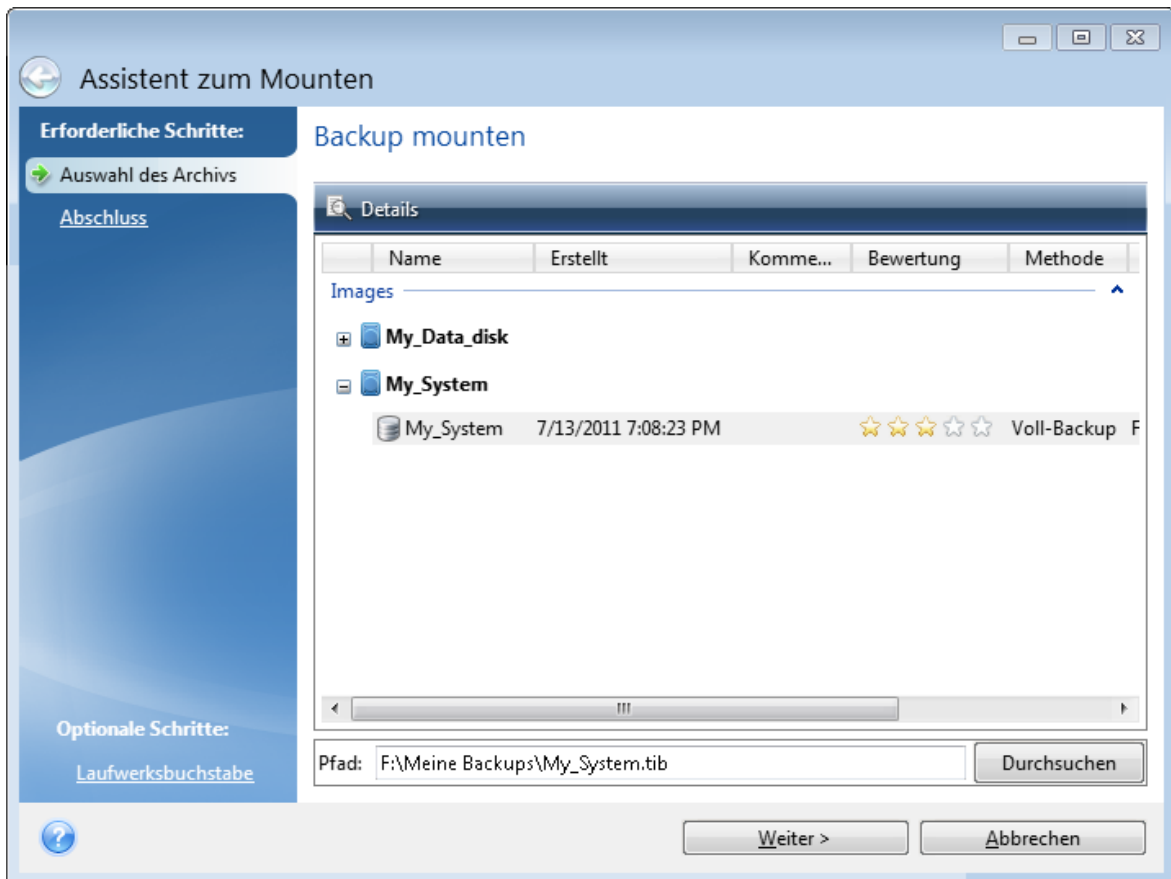 Assistent zum Mounten
Erforderliche Schritte:
Auswahl des Archivs
Abschluss
Optionale Schritte:
Laufwerksbuchstabe
Backup mounten
Details
Name Erstellt Komme... Bewertung Methode
Images
My_Data_disk
My_System
My_System 7/13/2011 7:08:23 PM Voll-Backup F
Pfad: F:\Meine Backups\My_System.tib Durchsuchen
? Weiter > Abbrechen